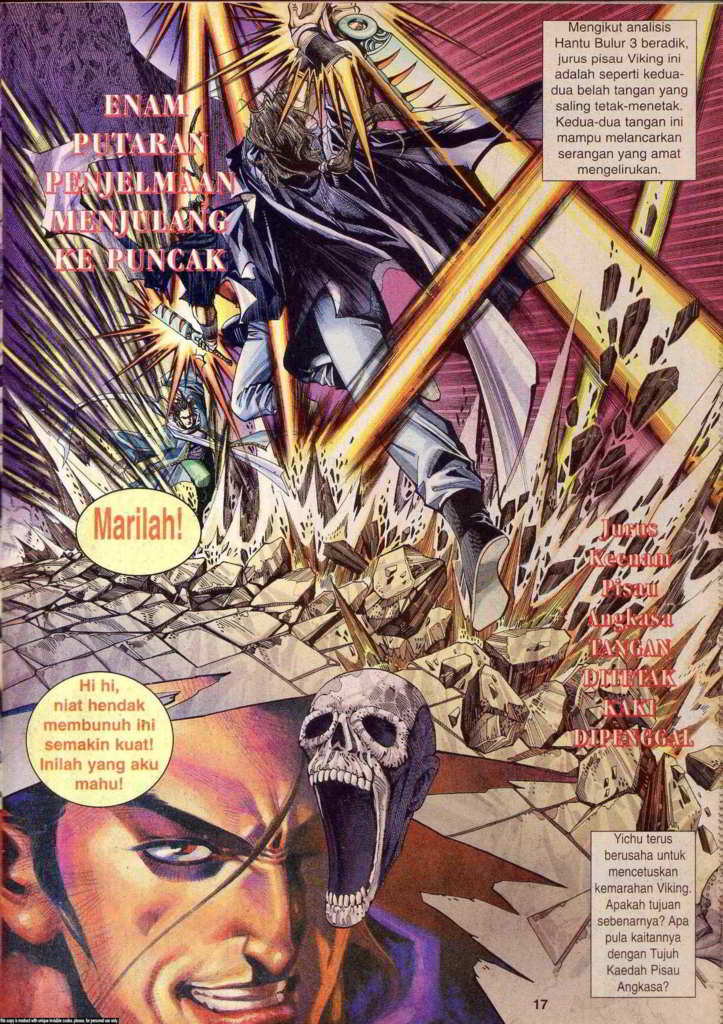 Mengikut analisis
Hantu Bulur 3 beradik,
jurus pisau Viking ini
adalah seperti kedua-
dua belah tangan yang
saling tetak-menetak.
Kedua-dua tangan ini
mampu melancarkan
serangan yang amat
mengelirukan.
ENAM
PUTARAN
PENJELMAAN
MENJULANG
KE PUNCAK
Marilah!
Jurus
Keenam
Pisau
Angkasa
TANGAN
DITETAK
KAKI
DIPENGGAL
Hi hi,
niat hendak
membunuh ini
semakin kuat!
Inilah yang aku
mahu!
Yichu terus
berusaha untuk
mencetuskan
kemarahan Viking.
Apakah tujuan
sebenarnya? Apa
pula kaitannya
dengan Tujuh
Kaedah Pisau
Angkasa?
17